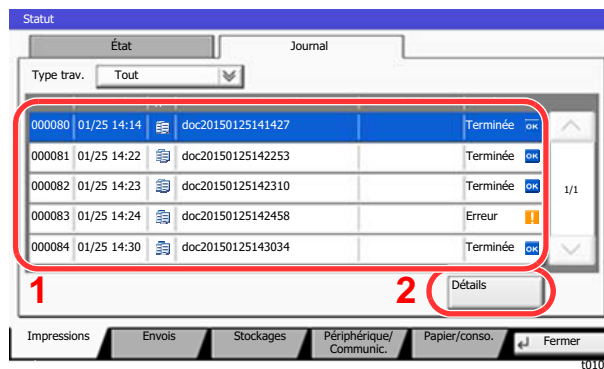 Statut
État Journal
Type trav. Tout
000080 01/25 14:14 doc20150125141427 Terminée OK
000081 01/25 14:22 doc20150125142253 Terminée OK
000082 01/25 14:23 doc20150125142310 Terminée OK
1/1
000083 01/25 14:24 doc20150125142458 Erreur !
000084 01/25 14:30 doc20150125143034 Terminée OK
1 2 Détails
Impressions Envois Stockages Périphérique/
Communic. Papier/conso. Fermer
t010